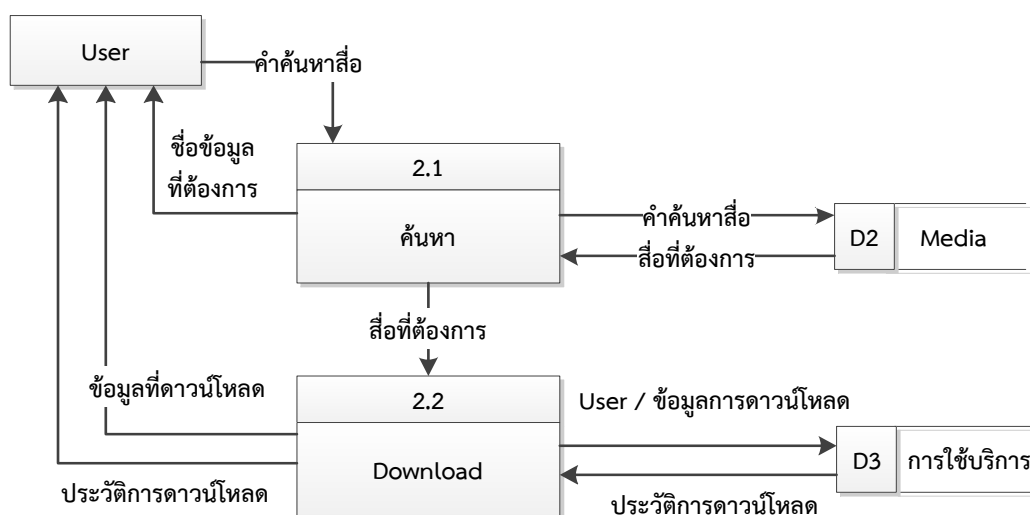 User
คำค้นหาสื่อ
ชื่อข้อมูล
ที่ต้องการ
2.1
ค้นหา
คำค้นหาสื่อ
สื่อที่ต้องการ
D2
Media
สื่อที่ต้องการ
ข้อมูลที่ดาวน์โหลด
2.2
Download
User / ข้อมูลการดาวน์โหลด
D3
การใช้บริการ
ประวัติการดาวน์โหลด
ประวัติการดาวน์โหลด